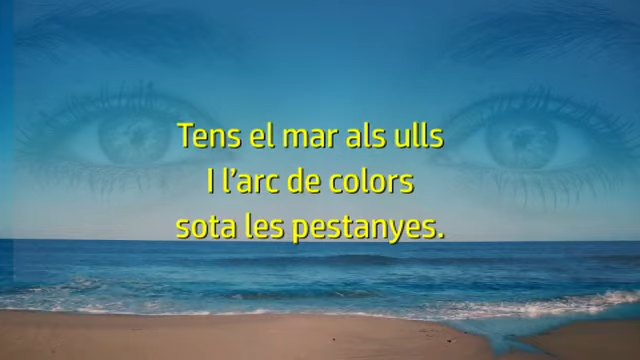 Tens el mar als ulls
I l’arc de colors
sota les pestanyes.